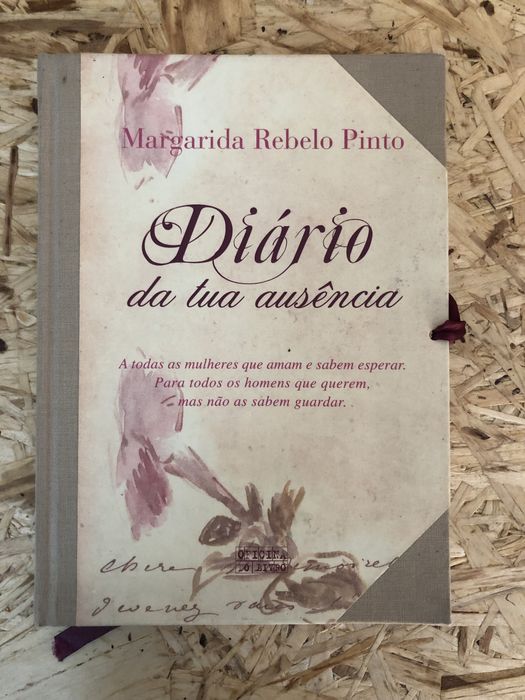 Margarida Rebelo Pinto
Diário
da tua ausência
A todas as mulheres que amam e sabem esperar.
Para todos os homens que querem,
mas não as sabem guardar.
OFICINA
DO LIVRO